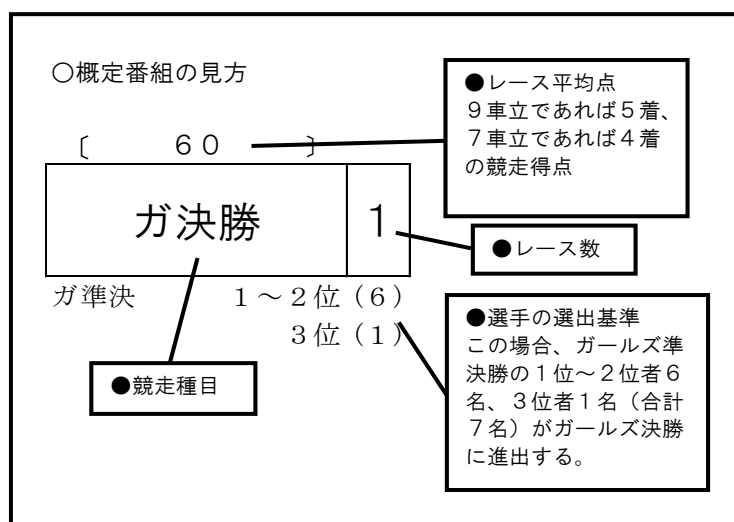 ○概定番組の見方
●レース平均点
９車立であれば５着、
７車立であれば４着
の競走得点
〔　６０　〕
ガ決勝　1
●レース数
ガ準決　１～２位（６）
３位（１）
●選手の選出基準
この場合、ガールズ準
決勝の１位～２位者６
名、３位者１名（合計
７名）がガールズ決勝
に進出する。
●競走種目